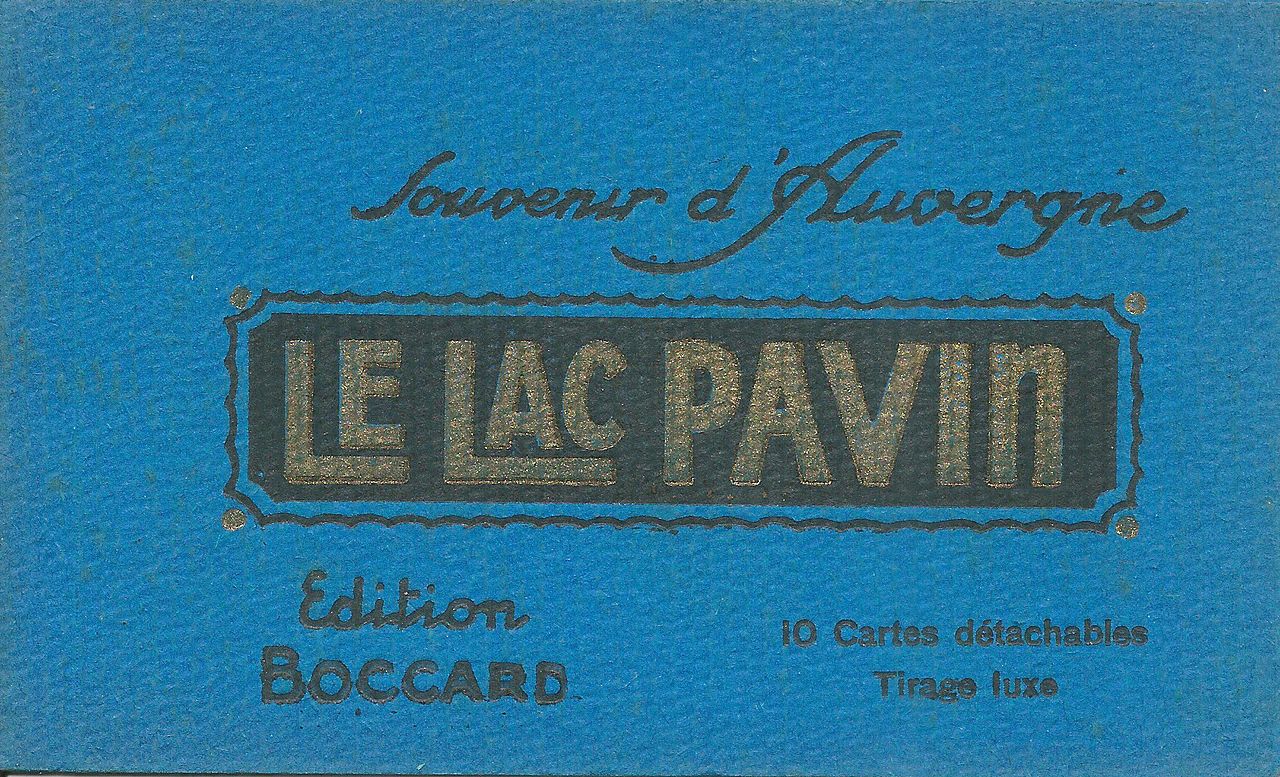 Souvenir d'Auvergne
LE LAC PAVIN
Edition
BOCCARD
10 Cartes détachables
Tirage luxe